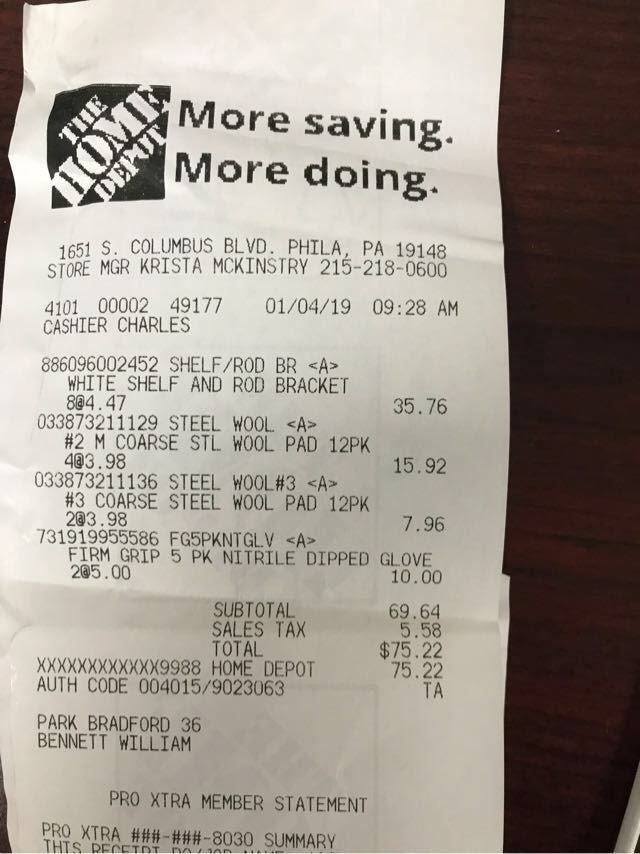 THE
HOME
DEPOT
More saving.
More doing.
1651 S. COLUMBUS BLVD. PHILA, PA 19148
STORE MGR KRISTA MCKINSTRY 215-218-0600
4101 00002 49177 01/04/19 09:28 AM
CASHIER CHARLES
886096002452 SHELF/ROD BR <A>
WHITE SHELF AND ROD BRACKET
8@4.47 35.76
033873211129 STEEL WOOL <A>
#2 M COARSE STL WOOL PAD 12PK
4@3.98 15.92
033873211136 STEEL WOOL#3 <A>
#3 COARSE STEEL WOOL PAD 12PK
2@3.98 7.96
731919955586 FG5PKNTGLV <A>
FIRM GRIP 5 PK NITRILE DIPPED GLOVE
2@5.00 10.00
SUBTOTAL 69.64
SALES TAX 5.58
TOTAL $75.22
XXXXXXXXXXXX9988 HOME DEPOT 75.22
AUTH CODE 004015/9023063 TA
PARK BRADFORD 36
BENNETT WILLIAM
PRO XTRA MEMBER STATEMENT
PRO XTRA ###-###-8030 SUMMARY
THIS RECEIPT PO/JOB NAME